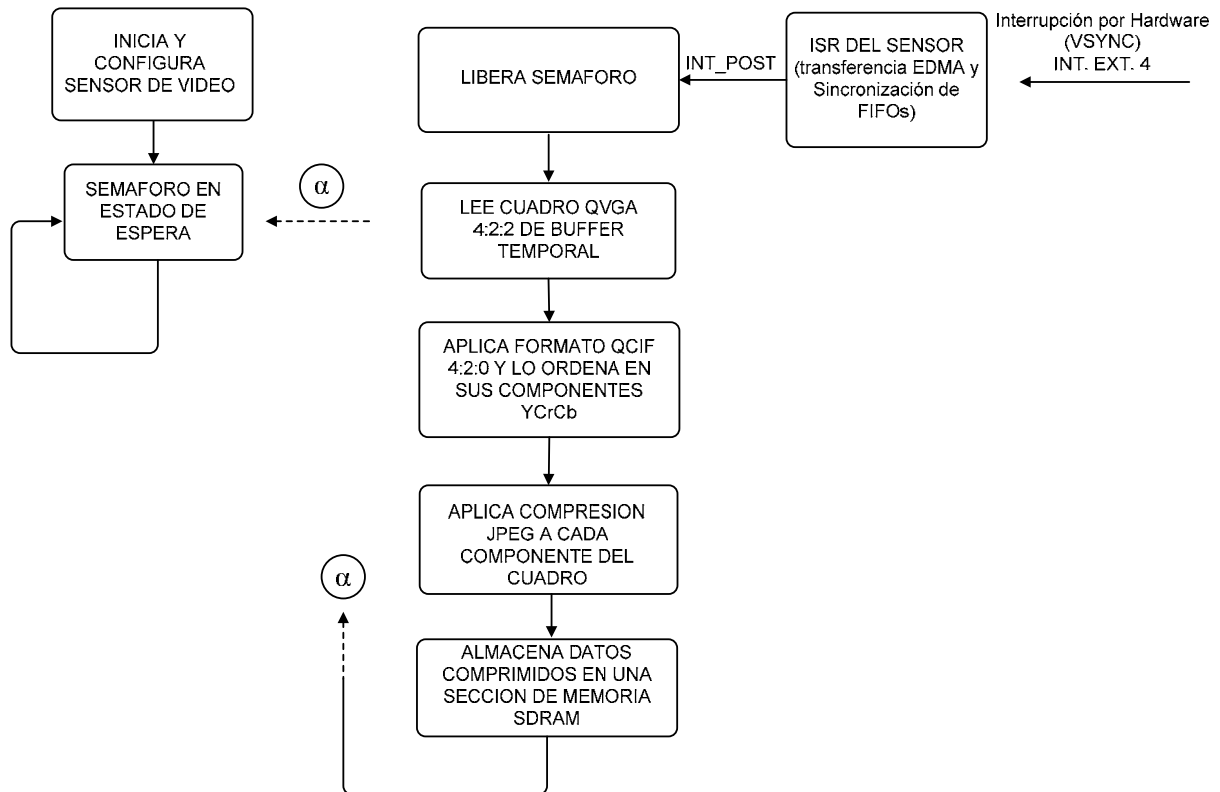 INICIA Y
CONFIGURA
SENSOR DE VIDEO
SEMAFORO EN
ESTADO DE
ESPERA
α
LIBERA SEMAFORO
INT_POST
ISR DEL SENSOR
(transferencia EDMA y
Sincronización de
FIFOs)
Interrupción por Hardware
(VSYNC)
INT. EXT. 4
LEE CUADRO QVGA
4:2:2 DE BUFFER
TEMPORAL
APLICA FORMATO QCIF
4:2:0 Y LO ORDENA EN
SUS COMPONENTES
YCrCb
APLICA COMPRESION
JPEG A CADA
COMPONENTE DEL
CUADRO
α
ALMACENA DATOS
COMPRIMIDOS EN UNA
SECCION DE MEMORIA
SDRAM